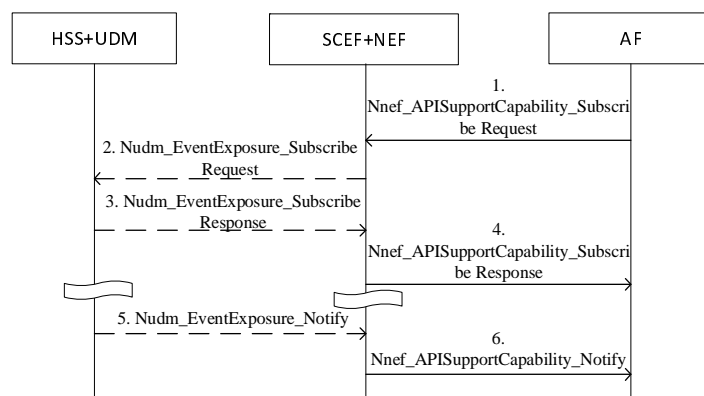 HSS+UDM
SCEF+NEF
AF
1.
Nnef_APISupportCapability_Subscri
be Request
2. Nudm_EventExposure_Subscribe
Request
3. Nudm_EventExposure_Subscribe
Response
4.
Nnef_APISupportCapability_Subscri
be Response
5. Nudm_EventExposure_Notify
6.
Nnef_APISupportCapability_Notify